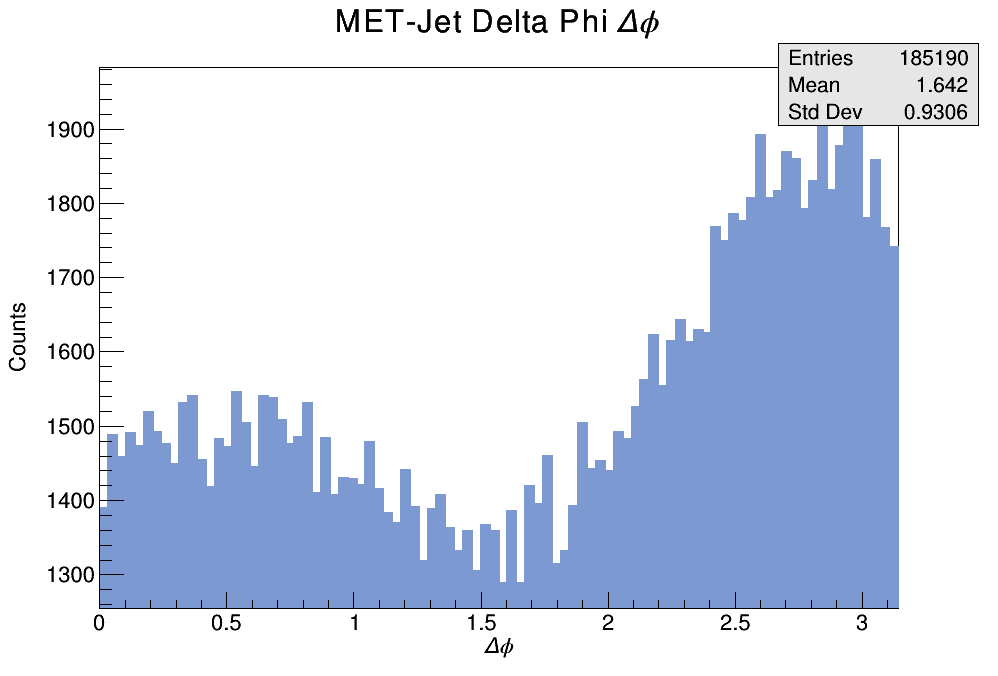 MET-Jet Delta Phi Δϕ
Entries 185190
Mean 1.642
Std Dev 0.9306
Counts
1900
1800
1700
1600
1500
1400
1300
0 0.5 1 1.5 2 2.5 3
Δϕ